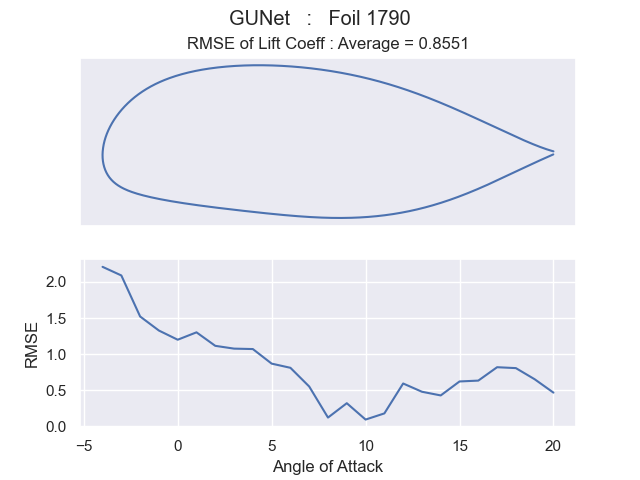 GUNet   :   Foil 1790
RMSE of Lift Coeff : Average = 0.8551
2.0
1.5
1.0
0.5
0.0
RMSE
−5 0 5 10 15 20
Angle of Attack